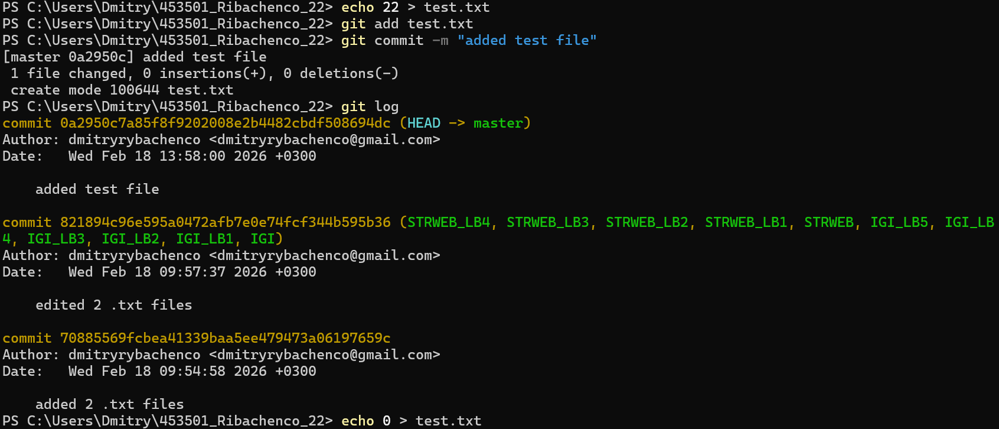 PS C:\Users\Dmitry\453501_Ribachenco_22> echo 22 > test.txt
PS C:\Users\Dmitry\453501_Ribachenco_22> git add test.txt
PS C:\Users\Dmitry\453501_Ribachenco_22> git commit -m "added test file"
[master 0a2950c] added test file
 1 file changed, 0 insertions(+), 0 deletions(-)
 create mode 100644 test.txt
PS C:\Users\Dmitry\453501_Ribachenco_22> git log
commit 0a2950c7a85f8f9202008e2b4482cbdf508694dc (HEAD -> master)
Author: dmitryrybachenco <dmitryrybachenco@gmail.com>
Date:   Wed Feb 18 13:58:00 2026 +0300

    added test file

commit 821894c96e595a0472afb7e0e74fcf344b595b36 (STRWEB_LB4, STRWEB_LB3, STRWEB_LB2, STRWEB_LB1, STRWEB, IGI_LB5, IGI_LB
4, IGI_LB3, IGI_LB2, IGI_LB1, IGI)
Author: dmitryrybachenco <dmitryrybachenco@gmail.com>
Date:   Wed Feb 18 09:57:37 2026 +0300

    edited 2 .txt files

commit 70885569fcbea41339baa5ee479473a06197659c
Author: dmitryrybachenco <dmitryrybachenco@gmail.com>
Date:   Wed Feb 18 09:54:58 2026 +0300

    added 2 .txt files
PS C:\Users\Dmitry\453501_Ribachenco_22> echo 0 > test.txt